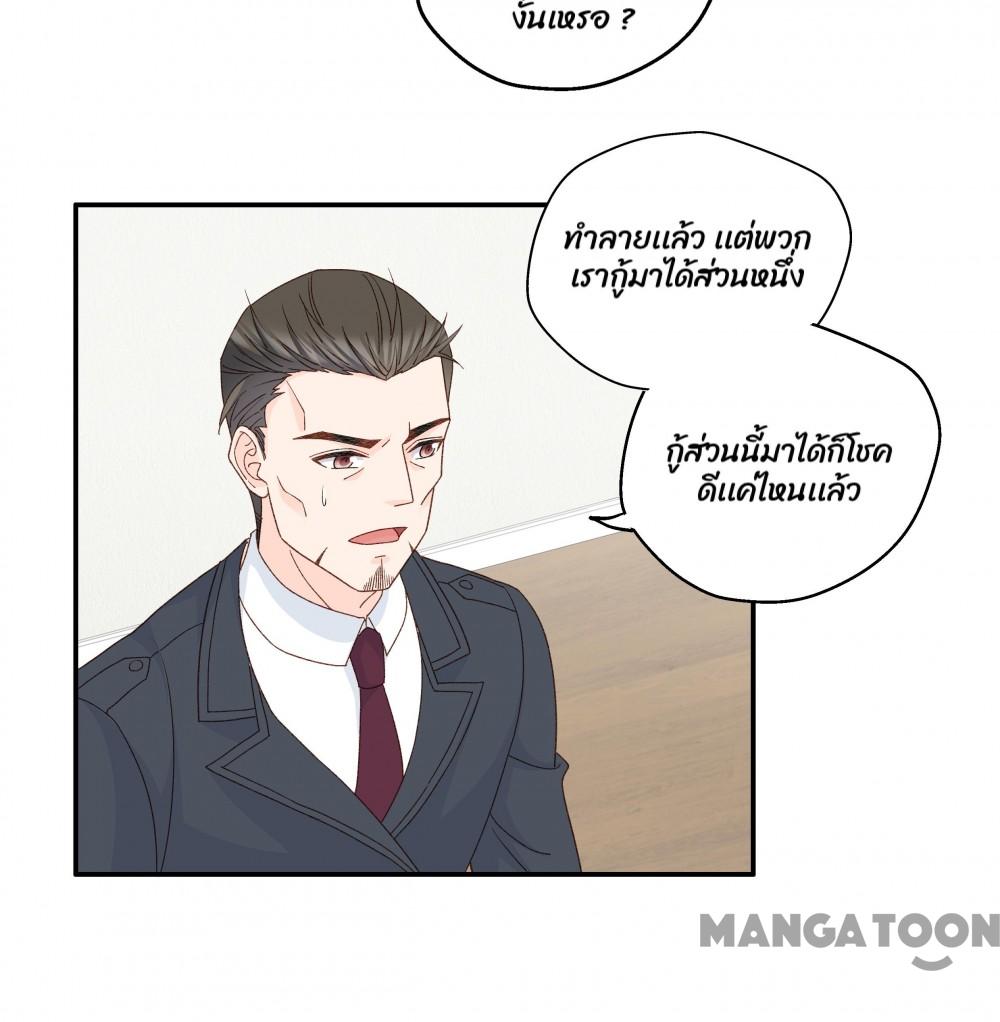 งั้นเหรอ ?
ทำลายแล้ว แต่พวก
เรากู้มาได้ส่วนหนึ่ง
กู้ส่วนนี้มาได้ก็โชค
ดีแค่ไหนแล้ว
MANGATOON